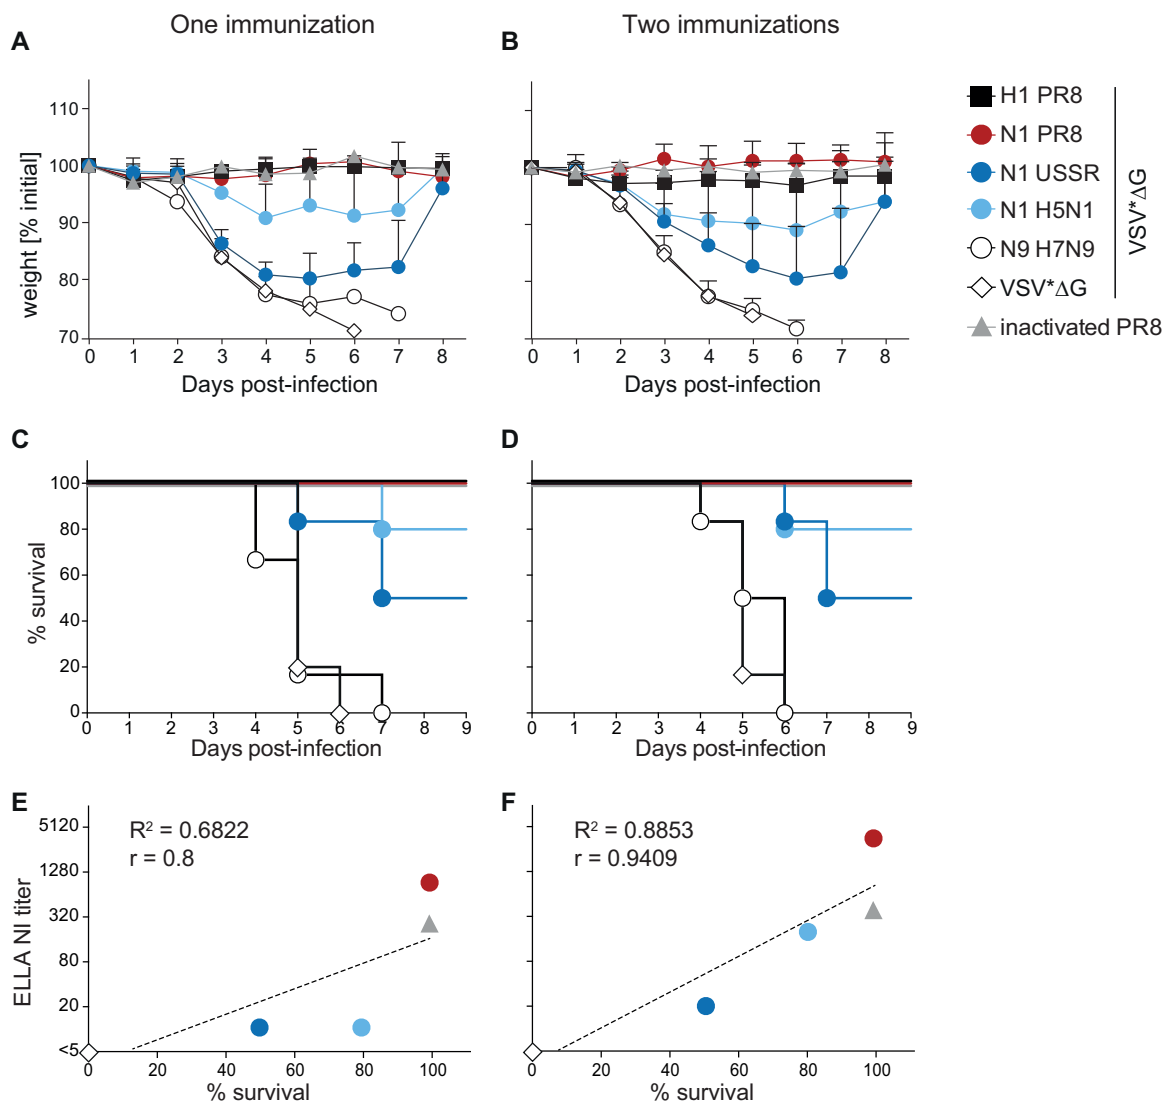 One immunization
Two immunizations
A
B
weight [% initial]
110
100
90
80
70
0 1 2 3 4 5 6 7 8
0 1 2 3 4 5 6 7 8
Days post-infection
Days post-infection
H1 PR8
N1 PR8
N1 USSR
N1 H5N1
N9 H7N9
VSV*ΔG
inactivated PR8
VSV*ΔG
C
D
% survival
100
80
60
40
20
0
0 1 2 3 4 5 6 7 8 9
0 1 2 3 4 5 6 7 8 9
Days post-infection
Days post-infection
E
F
ELLA NI titer
5120
1280
320
80
20
<5
R² = 0.6822
r = 0.8
R² = 0.8853
r = 0.9409
0 20 40 60 80 100
0 20 40 60 80 100
% survival
% survival